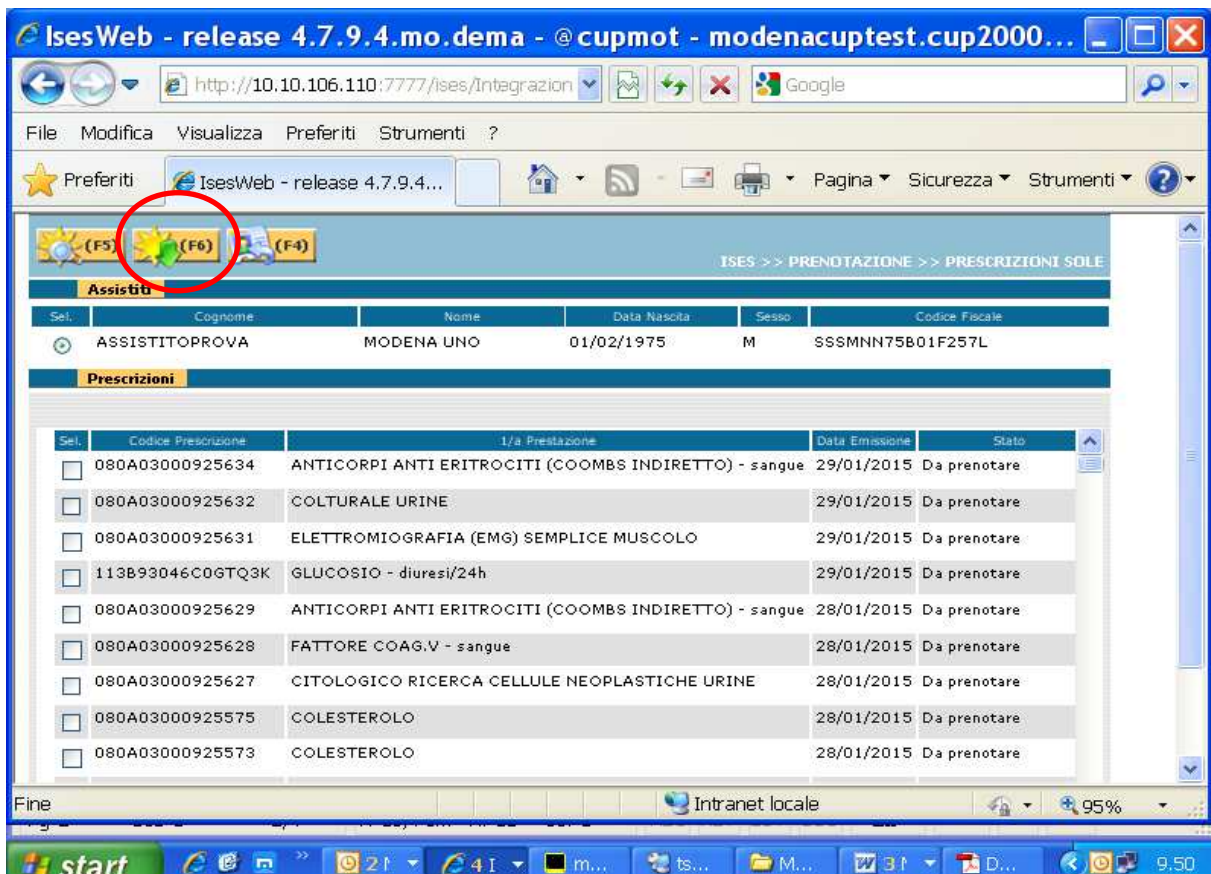 IsesWeb - release 4.7.9.4.mo.dema - @cupmot - modenacuptest.cup2000...
http://10.10.106.110:7777/ises/Integrazion Google
File Modifica Visualizza Preferiti Strumenti ?
Preferiti IsesWeb - release 4.7.9.4... Pagina Sicurezza Strumenti
(F5) (F6) (F4)
ISES >> PRENOTAZIONE >> PRESCRIZIONI SOLE
Assistiti
Sel. Cognome Nome Data Nascita Sesso Codice Fiscale
ASSISTITOPROVA MODENA UNO 01/02/1975 M SSSMNN75B01F257L
Prescrizioni
Sel. Codice Prescrizione 1/a Prestazione Data Emissione Stato
080A03000925634 ANTICORPI ANTI ERITROCITI (COOMBS INDIRETTO) - sangue 29/01/2015 Da prenotare
080A03000925632 COLTURALE URINE 29/01/2015 Da prenotare
080A03000925631 ELETTROMIOGRAFIA (EMG) SEMPLICE MUSCOLO 29/01/2015 Da prenotare
113B93046C0GTQ3K GLUCOSIO - diuresi/24h 29/01/2015 Da prenotare
080A03000925629 ANTICORPI ANTI ERITROCITI (COOMBS INDIRETTO) - sangue 28/01/2015 Da prenotare
080A03000925628 FATTORE COAG.V - sangue 28/01/2015 Da prenotare
080A03000925627 CITOLOGICO RICERCA CELLULE NEOPLASTICHE URINE 28/01/2015 Da prenotare
080A03000925575 COLESTEROLO 28/01/2015 Da prenotare
080A03000925573 COLESTEROLO 28/01/2015 Da prenotare
Fine Intranet locale 95%
start 4 I m... ts... M... D... 9.50